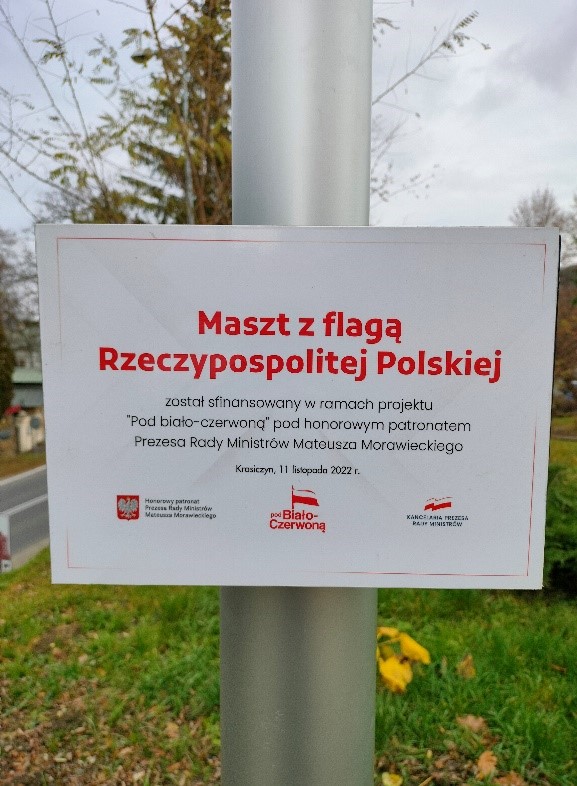 Maszt z flagą
Rzeczypospolitej Polskiej
został sfinansowany w ramach projektu
"Pod biało-czerwoną" pod honorowym patronatem
Prezesa Rady Ministrów Mateusza Morawieckiego
Krasiczyn, 11 listopada 2022 r.
Honorowy patronat
Prezesa Rady Ministrów
Mateusza Morawieckiego
pod
Biało-
Czerwoną
KANCELARIA PREZESA
RADY MINISTRÓW